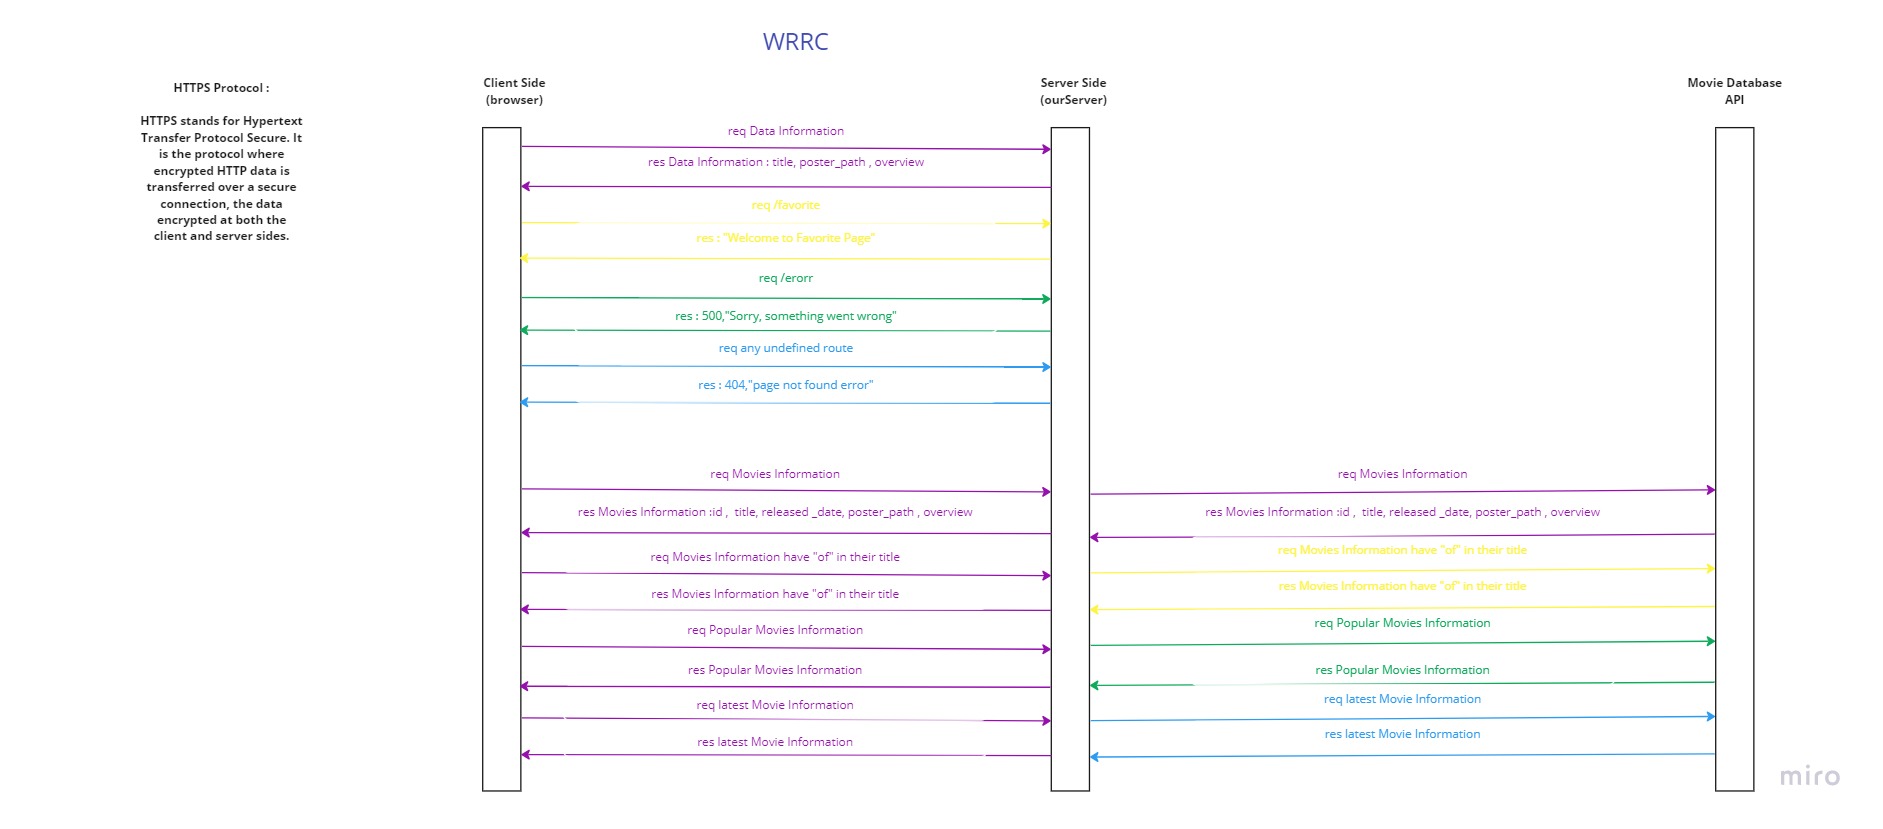 WRRC
HTTPS Protocol :
HTTPS stands for Hypertext
Transfer Protocol Secure. It
is the protocol where
encrypted HTTP data is
transferred over a secure
connection, the data
encrypted at both the
client and server sides.
Client Side
(browser)
Server Side
(ourServer)
Movie Database
API
req Data Information
res Data Information : title, poster_path , overview
req /favorite
res : "Welcome to Favorite Page"
req /erorr
res : 500,"Sorry, something went wrong"
req any undefined route
res : 404,"page not found error"
req Movies Information
res Movies Information :id ,  title, released _date, poster_path , overview
req Movies Information have "of" in their title
res Movies Information have "of" in their title
req Popular Movies Information
res Popular Movies Information
req latest Movie Information
res latest Movie Information
req Movies Information
res Movies Information :id ,  title, released _date, poster_path , overview
req Movies Information have "of" in their title
res Movies Information have "of" in their title
req Popular Movies Information
res Popular Movies Information
req latest Movie Information
res latest Movie Information
miro